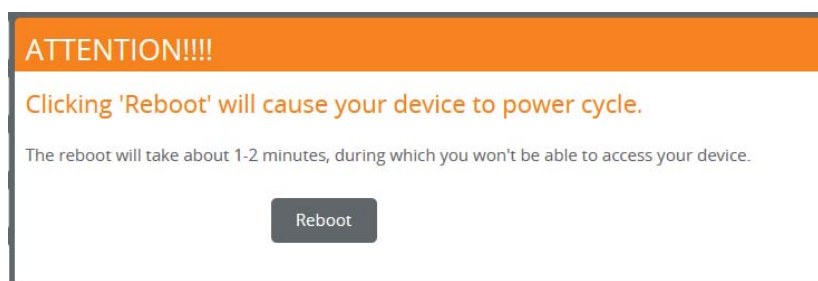 ATTENTION!!!!
Clicking 'Reboot' will cause your device to power cycle.
The reboot will take about 1-2 minutes, during which you won't be able to access your device.
Reboot